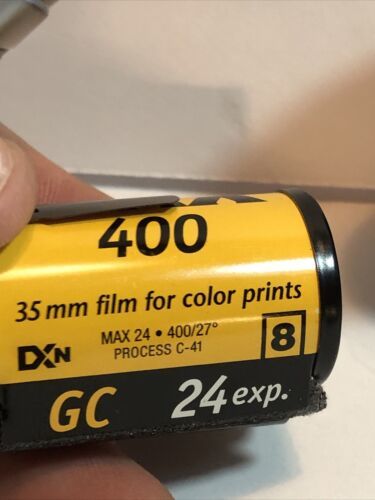 400
35 mm film for color prints
MAX 24 • 400/27°
PROCESS C-41
DXN
8
GC 24 exp.